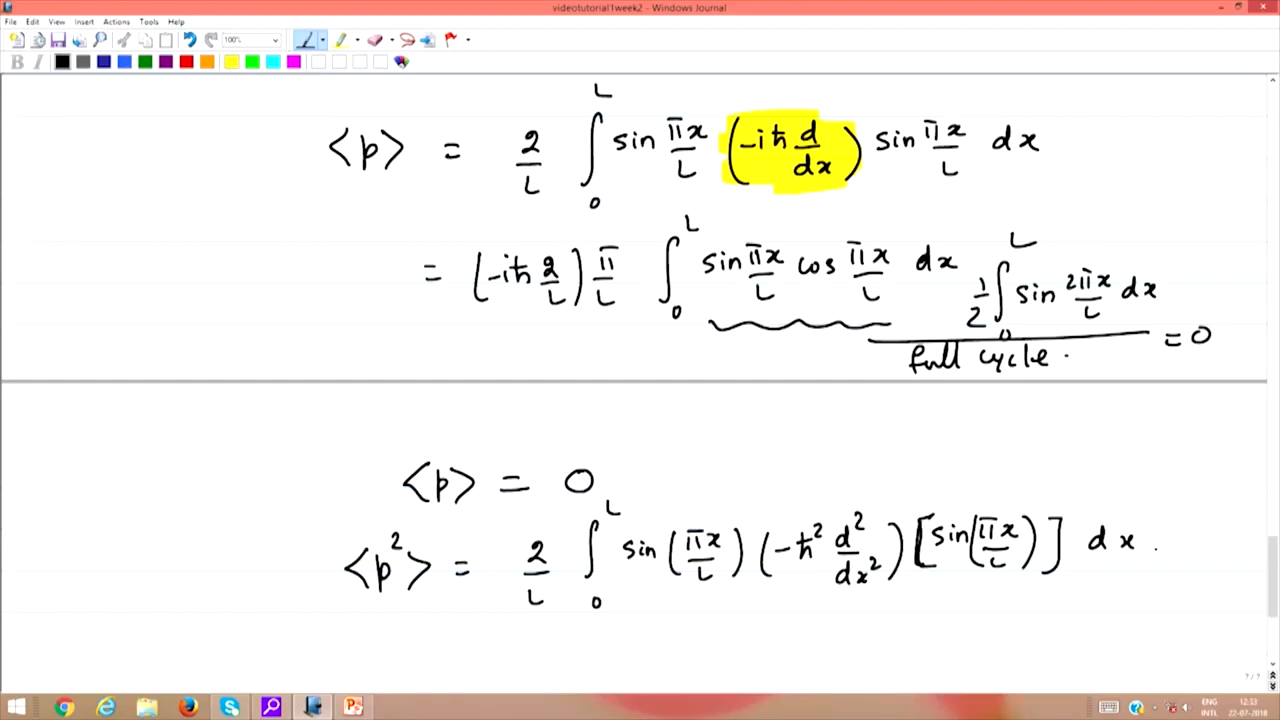 videotutorial1week2 - Windows Journal
File Edit View Insert Actions Tools Help
100%
B I
<p> = 2/L ∫₀ᴸ sin πx/L (-iħ d/dx) sin πx/L dx
= (-iħ 2/L) π/L ∫₀ᴸ sin πx/L cos πx/L dx 1/2 ∫₀ᴸ sin 2πx/L dx = 0
full cycle .
<p> = 0
<p²> = 2/L ∫₀ᴸ sin (πx/L) (-ħ² d²/dx²) [sin(πx/L)] dx .
7 / 7
ENG 12:33
INTL 22-07-2018